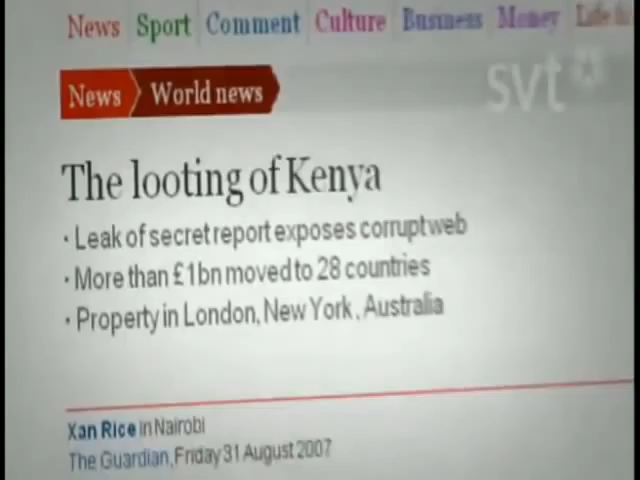 News Sport Comment Culture Business Money Life
svt
News World news
The looting of Kenya
· Leak of secret report exposes corrupt web
· More than £1bn moved to 28 countries
· Property in London, New York, Australia
Xan Rice in Nairobi
The Guardian, Friday 31 August 2007